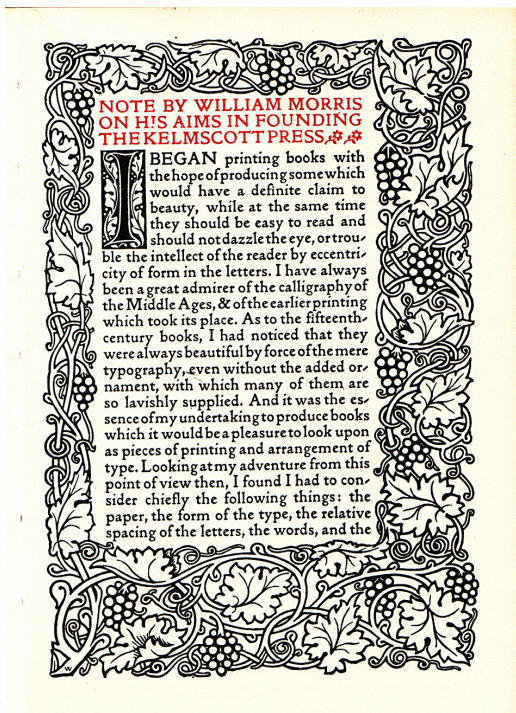 NOTE BY WILLIAM MORRIS
ON HIS AIMS IN FOUNDING
THE KELMSCOTT PRESS
I BEGAN printing books with
the hope of producing some which
would have a definite claim to
beauty, while at the same time
they should be easy to read and
should not dazzle the eye, or trou-
ble the intellect of the reader by eccentri-
city of form in the letters. I have always
been a great admirer of the calligraphy of
the Middle Ages, & of the earlier printing
which took its place. As to the fifteenth-
century books, I had noticed that they
were always beautiful by force of the mere
typography, even without the added or-
nament, with which many of them are
so lavishly supplied. And it was the es-
sence of my undertaking to produce books
which it would be a pleasure to look upon
as pieces of printing and arrangement of
type. Looking at my adventure from this
point of view then, I found I had to con-
sider chiefly the following things: the
paper, the form of the type, the relative
spacing of the letters, the words, and the
W